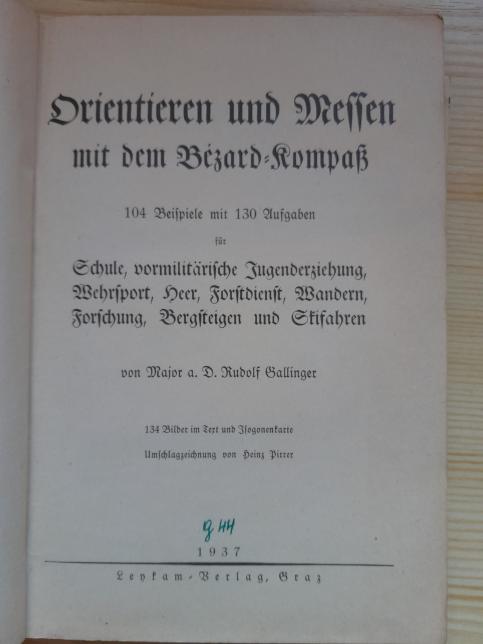 Orientieren und Messen
mit dem Bézard-Kompaß
104 Beispiele mit 130 Aufgaben
für
Schule, vormilitärische Jugenderziehung,
Wehrsport, Heer, Forstdienst, Wandern,
Forschung, Bergsteigen und Skifahren
von Major a. D. Rudolf Gallinger
134 Bilder im Text und Isogonenkarte
Umschlagzeichnung von Heinz Pirrer
g 44
1937
Leykam-Verlag, Graz